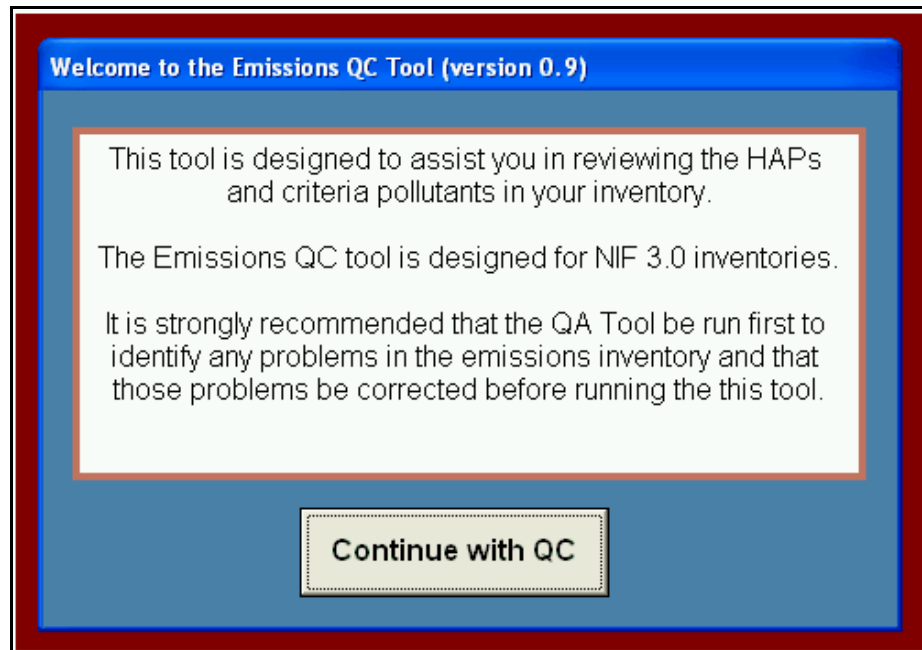 Welcome to the Emissions QC Tool (version 0.9)
This tool is designed to assist you in reviewing the HAPs
and criteria pollutants in your inventory.
The Emissions QC tool is designed for NIF 3.0 inventories.
It is strongly recommended that the QA Tool be run first to
identify any problems in the emissions inventory and that
those problems be corrected before running the this tool.
Continue with QC